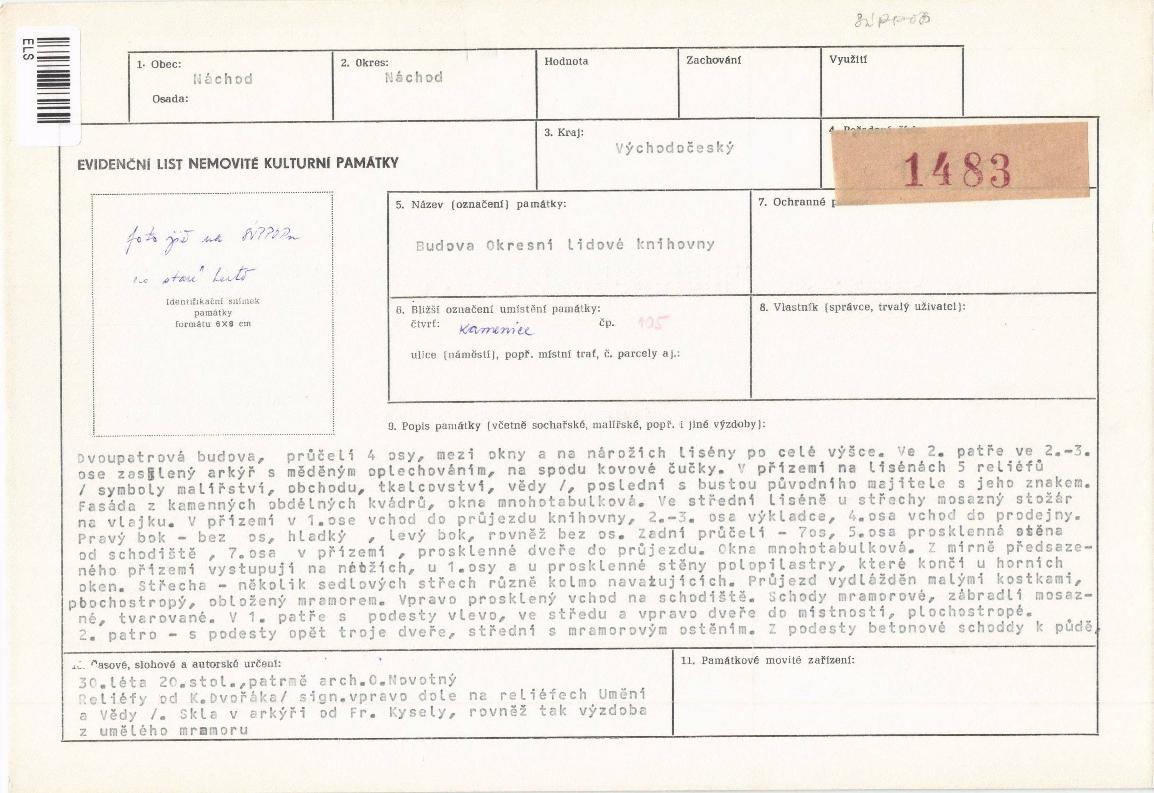 ELS
1. Obec:
Náchod
Osada:
2. Okres:
Náchod
Hodnota
Zachování
Využití
EVIDENČNÍ LIST NEMOVITÉ KULTURNÍ PAMÁTKY
3. Kraj:
Východočeský
1483
foto již na
Identifikační snímek
památky
formátu 6X8 cm
5. Název (označení) památky:
Budova Okresní lidové knihovny
7. Ochranné
6. Bližší označení umístění památky:
čtvrť: Kamenice čp. 105
ulice (náměstí), popř. místní trať, č. parcely aj.:
8. Vlastník (správce, trvalý uživatel):
9. Popis památky (včetně sochařské, malířské, popř. i jiné výzdoby):
Dvoupatrová budova, průčelí 4 osy, mezi okny a na nárožích lisény po celé výšce. Ve 2. patře ve 2.-3.
ose zasklený arkýř s měděným oplechováním, na spodu kovové čučky. V přízemí na lisénách 5 reliéfů
/ symboly malířství, obchodu, tkalcovství, vědy /, poslední s bustou původního majitele s jeho znakem.
Fasáda z kamenných obdélných kvádrů, okna mnohotabulková. Ve střední liséně u střechy mosazný stožár
na vlajku. V přízemí v 1.ose vchod do průjezdu knihovny, 2.-3. osa výkladce, 4.osa vchod do prodejny.
Pravý bok - bez os, hladký , levý bok, rovněž bez os. Zadní průčelí - 7os, 5.osa prosklenná stěna
od schodiště , 7.osa v přízemí , prosklenné dveře do průjezdu. Okna mnohotabulková. Z mírně předsaze-
ného přízemí vystupují na nábžích, u 1.osy a u prosklenné stěny polopilastry, které končí u horních
oken. Střecha - několik sedlových střech různě kolmo navazujících. Průjezd vydlážděn malými kostkami,
plochostropý, obložený mramorem. Vpravo prosklený vchod na schodiště. Schody mramorové, zábradlí mosaz-
né, tvarované. V 1. patře s podesty vlevo, ve středu a vpravo dveře do místností, plochostropé.
2. patro - s podesty opět troje dveře, střední s mramorovým ostěním. Z podesty betonové schoddy k půdě,
Časové, slohové a autorské určení:
30.léta 20.stol.,patrmě arch.O.Novotný
Reliéfy od K.Dvořáka/ sign.vpravo dole na reliéfech Umění
a Vědy /. Skla v arkýři od Fr. Kysely, rovněž tak výzdoba
z umělého mramoru
11. Památkové movité zařízení: